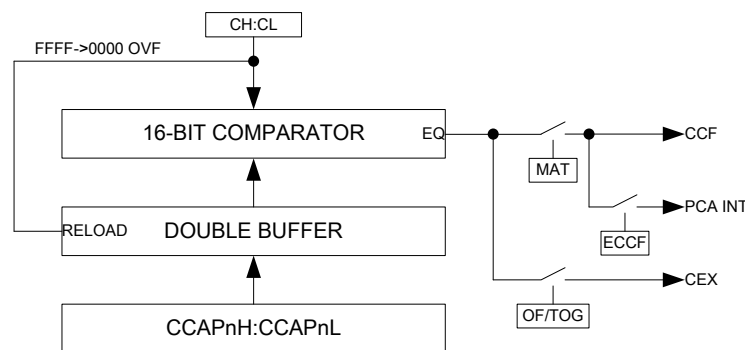 CH:CL
FFFF->0000 OVF
16-BIT COMPARATOR
EQ
CCF
MAT
PCA INT
RELOAD
DOUBLE BUFFER
ECCF
CEX
OF/TOG
CCAPnH:CCAPnL